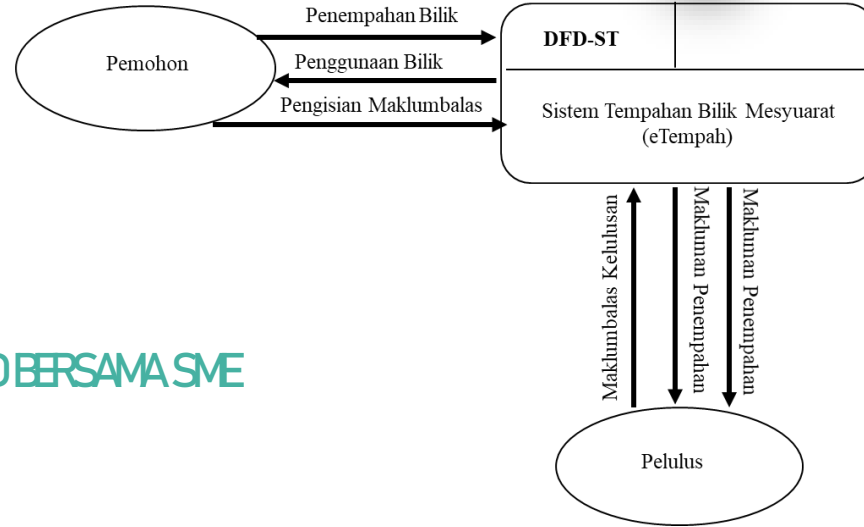 Penempahan Bilik
DFD-ST
Pemohon
Penggunaan Bilik
Pengisian Maklumbalas
Sistem Tempahan Bilik Mesyuarat
(eTempah)
Maklumbalas Kelulusan
Makluman Penempahan
Makluman Penempahan
BERSAMA SME
Pelulus